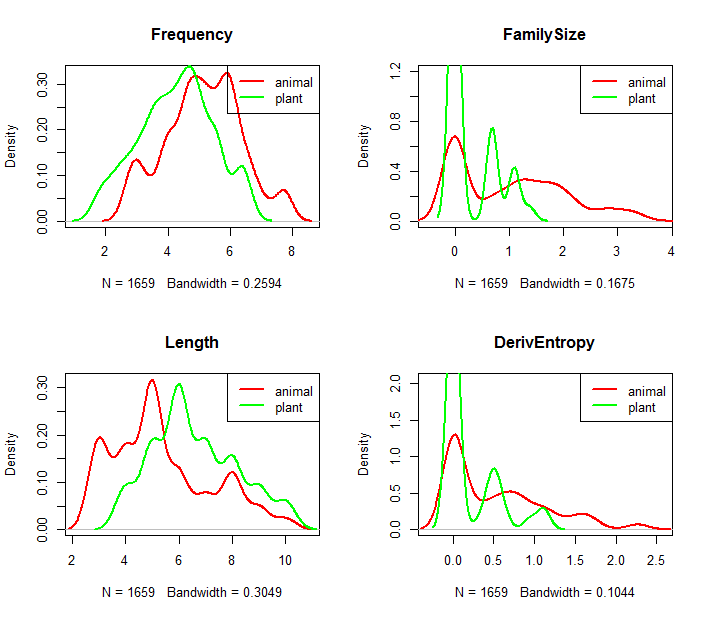 Frequency
Density
0.00
0.10
0.20
0.30
2 4 6 8
animal
plant
N = 1659 Bandwidth = 0.2594
FamilySize
Density
0.0
0.4
0.8
1.2
0 1 2 3 4
animal
plant
N = 1659 Bandwidth = 0.1675
Length
Density
0.00
0.10
0.20
0.30
2 4 6 8 10
animal
plant
N = 1659 Bandwidth = 0.3049
DerivEntropy
Density
0.0
0.5
1.0
1.5
2.0
0.0 0.5 1.0 1.5 2.0 2.5
animal
plant
N = 1659 Bandwidth = 0.1044